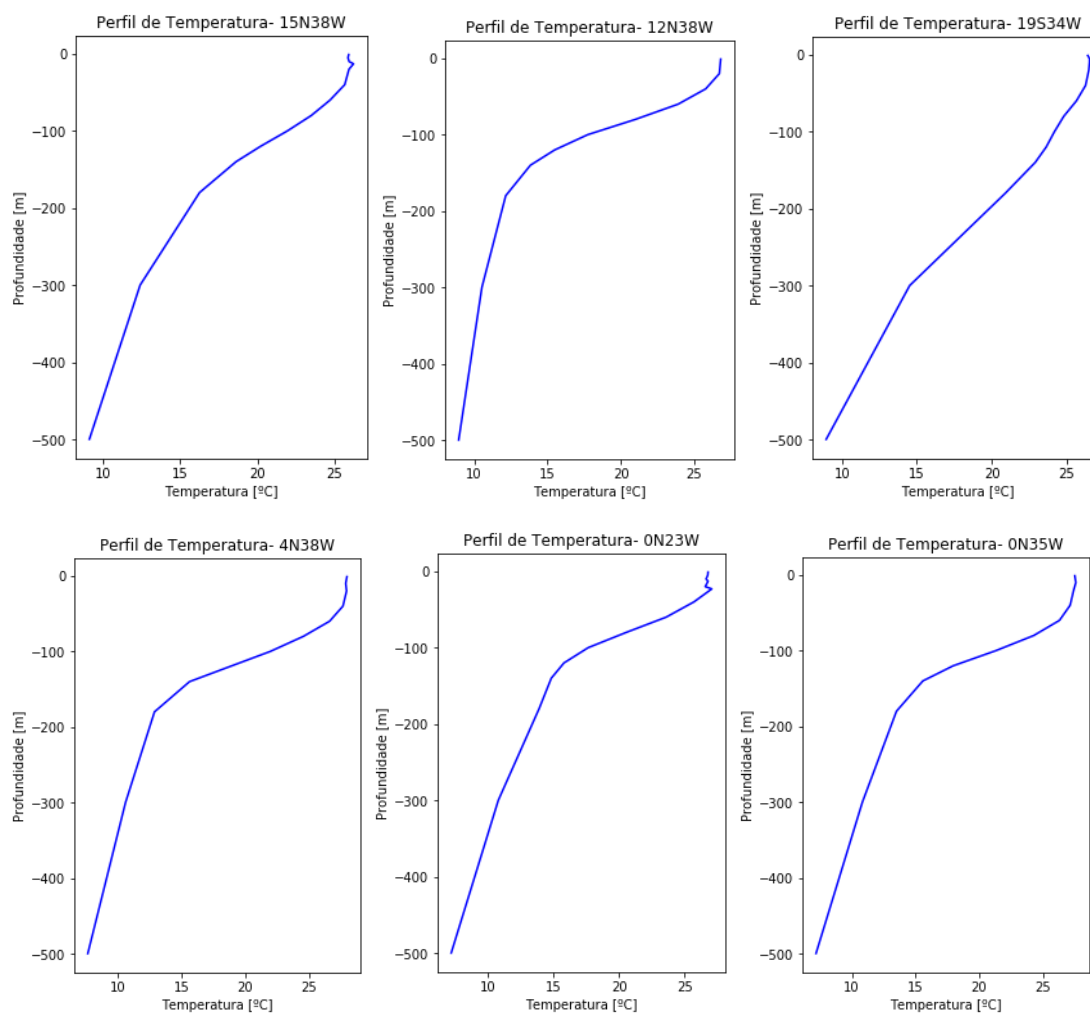 Perfil de Temperatura- 15N38W
Profundidade [m]
0
−100
−200
−300
−400
−500
10 15 20 25
Temperatura [ºC]
Perfil de Temperatura- 12N38W
Profundidade [m]
0
−100
−200
−300
−400
−500
10 15 20 25
Temperatura [ºC]
Perfil de Temperatura- 19S34W
Profundidade [m]
0
−100
−200
−300
−400
−500
10 15 20 25
Temperatura [ºC]
Perfil de Temperatura- 4N38W
Profundidade [m]
0
−100
−200
−300
−400
−500
10 15 20 25
Temperatura [ºC]
Perfil de Temperatura- 0N23W
Profundidade [m]
0
−100
−200
−300
−400
−500
10 15 20 25
Temperatura [ºC]
Perfil de Temperatura- 0N35W
Profundidade [m]
0
−100
−200
−300
−400
−500
10 15 20 25
Temperatura [ºC]